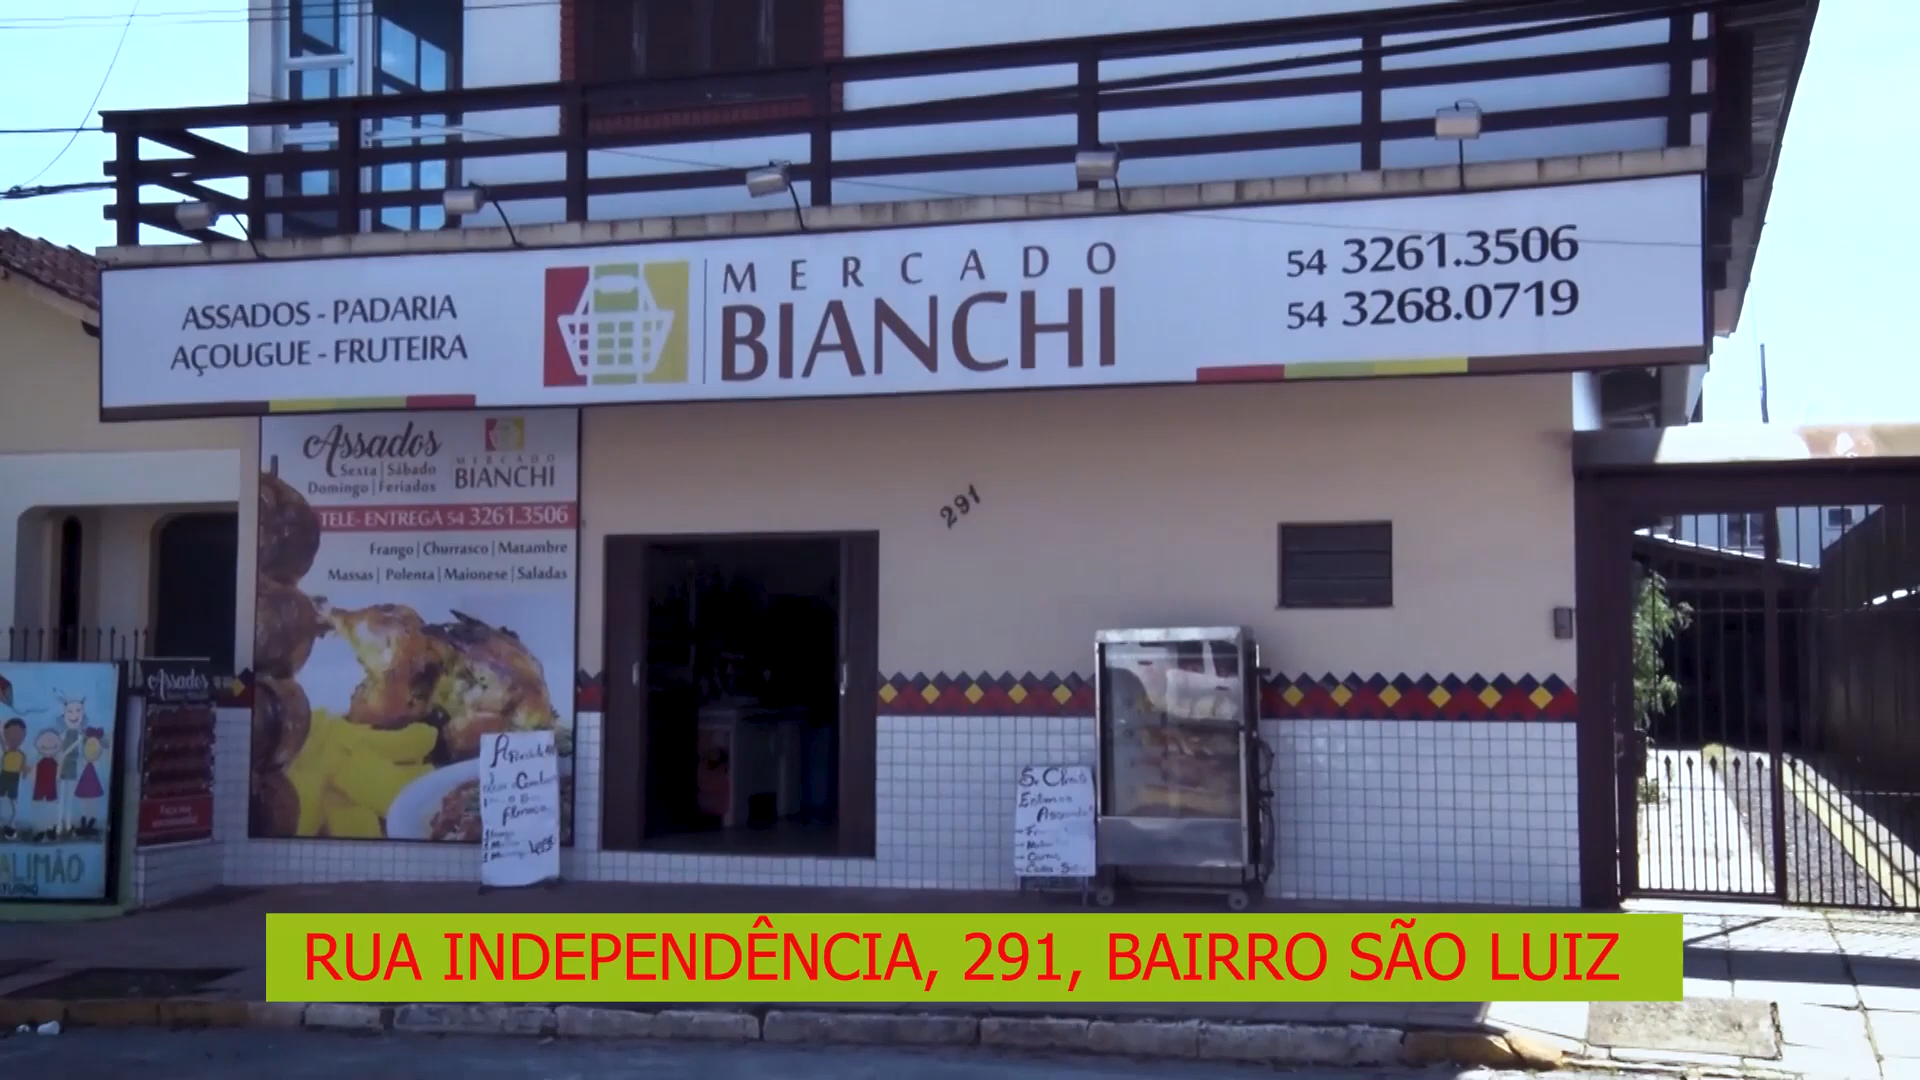 ASSADOS - PADARIA
AÇOUGUE - FRUTEIRA
MERCADO
BIANCHI
54 3261.3506
54 3268.0719
Assados
Sexta | Sábado
Domingo | Feriados
MERCADO
BIANCHI
TELE- ENTREGA 54 3261.3506
Frango | Churrasco | Matambre
Massas | Polenta | Maionese | Saladas
291
Assados
ALIMÃO
RUA INDEPENDÊNCIA, 291, BAIRRO SÃO LUIZ